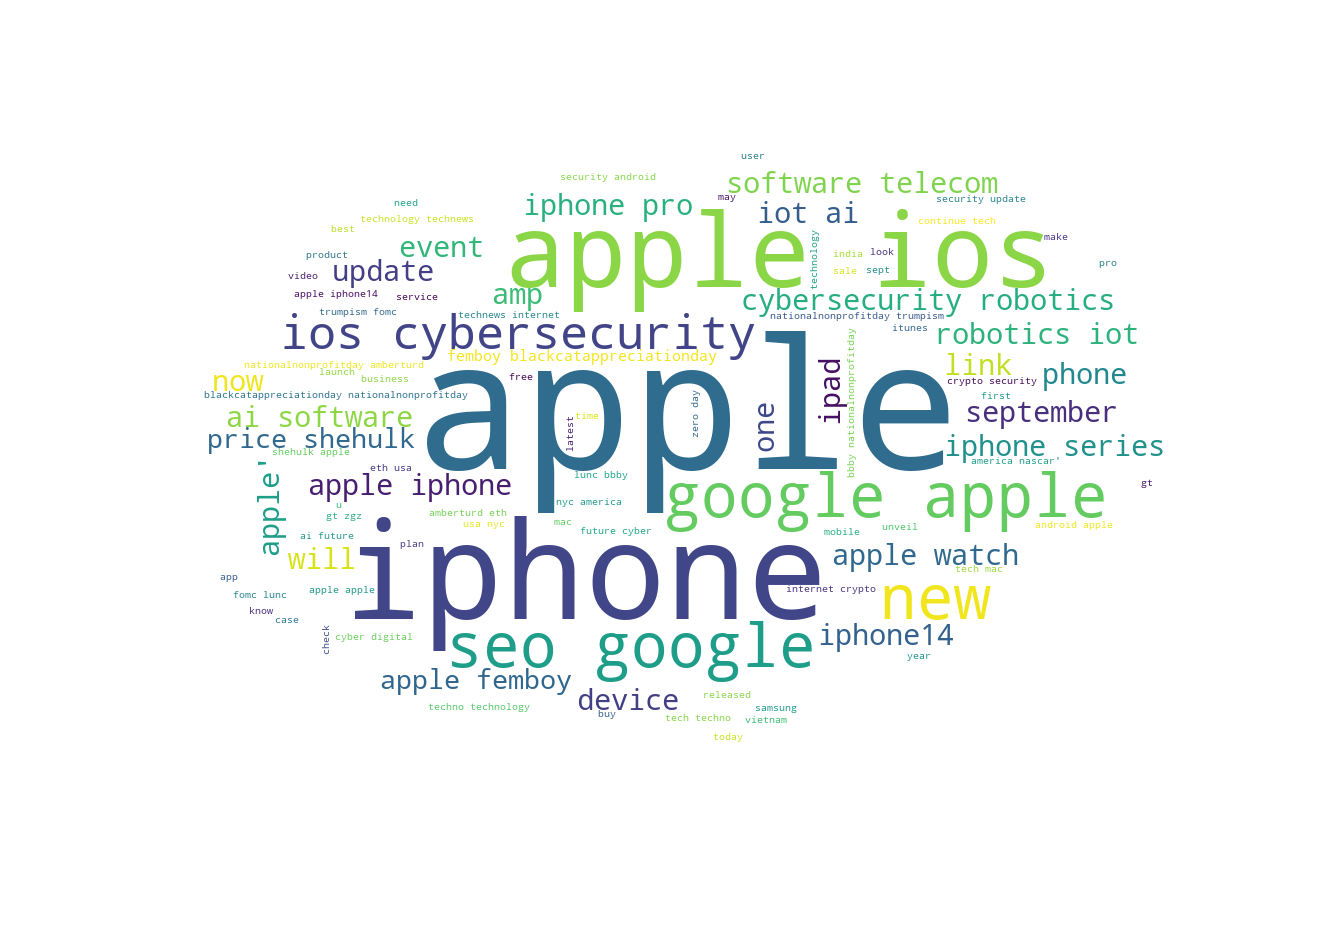 user
security android
software telecom
need
iphone pro
may
security update
technology technews
iot ai
continue tech
best
event
apple ios
make
product
technology
india
look
update
sale
sept
pro
video
apple iphone14
service
amp
cybersecurity robotics
trumpism fomc
technews internet
nationalnonprofitday trumpism
ios cybersecurity
itunes
robotics iot
femboy blackcatappreciationday
nationalnonprofitday amberturd
launch
business
now
free
apple
ipad
bbby nationalnonprofitday
link
phone
crypto security
blackcatappreciationday nationalnonprofitday
first
zero day
one
ai software
time
september
latest
price shehulk
iphone series
shehulk apple
america nascar'
eth usa
lunc bbby
apple'
apple iphone
google apple
gt
u
nyc america
gt zgz
amberturd eth
usa nyc
mac
android apple
ai future
future cyber
mobile
unveil
plan
will
iphone
apple watch
tech mac
app
fomc lunc
apple apple
internet crypto
new
know
case
check
cyber digital
seo google
iphone14
year
apple femboy
device
released
techno technology
samsung
buy
tech techno
vietnam
today